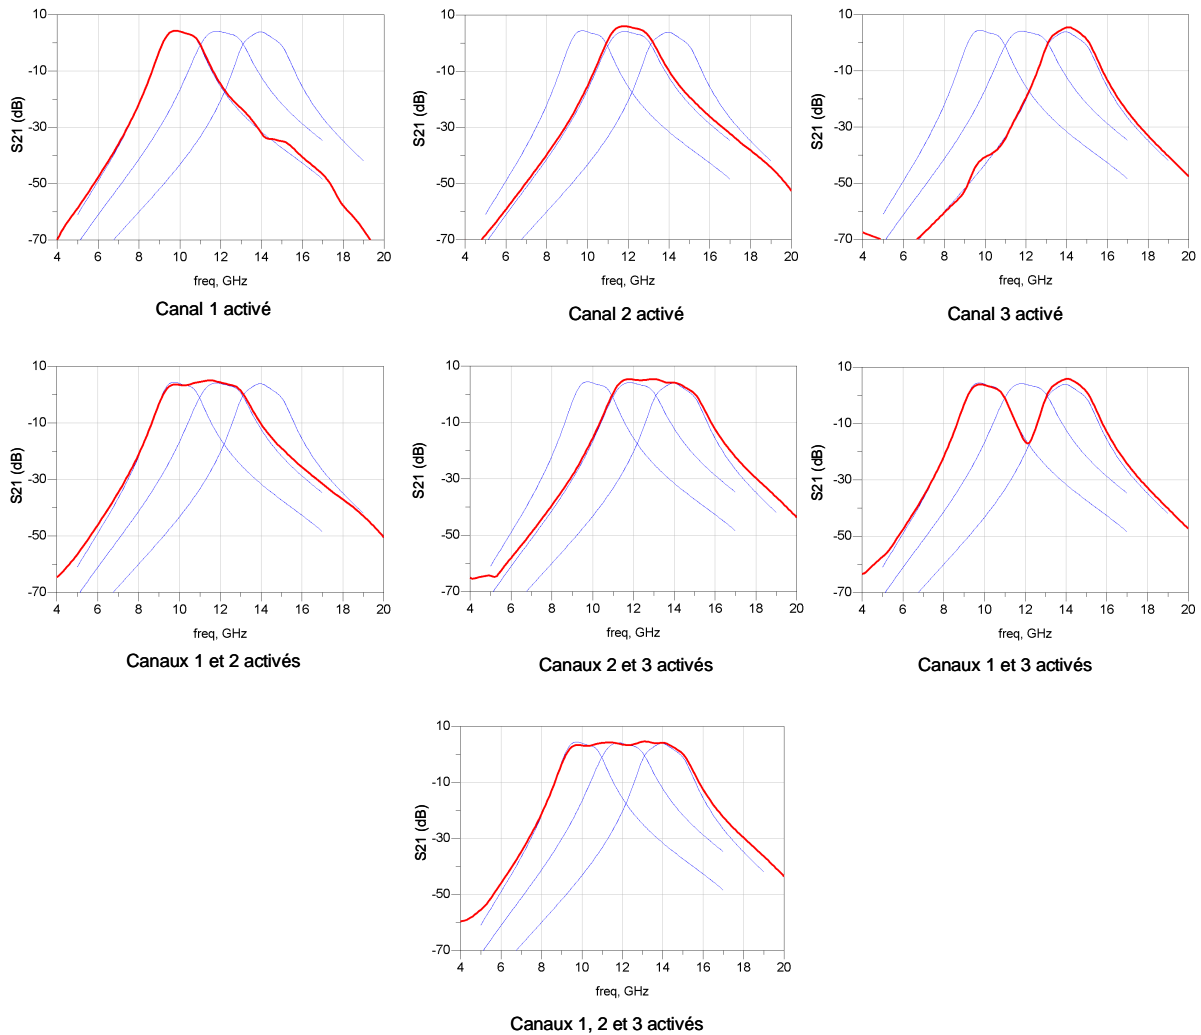 10
-10
-30
-50
-70
S21 (dB)
4 6 8 10 12 14 16 18 20
freq, GHz
Canal 1 activé
10
-10
-30
-50
-70
S21 (dB)
4 6 8 10 12 14 16 18 20
freq, GHz
Canal 2 activé
10
-10
-30
-50
-70
S21 (dB)
4 6 8 10 12 14 16 18 20
freq, GHz
Canal 3 activé
10
-10
-30
-50
-70
S21 (dB)
4 6 8 10 12 14 16 18 20
freq, GHz
Canaux 1 et 2 activés
10
-10
-30
-50
-70
S21 (dB)
4 6 8 10 12 14 16 18 20
freq, GHz
Canaux 2 et 3 activés
10
-10
-30
-50
-70
S21 (dB)
4 6 8 10 12 14 16 18 20
freq, GHz
Canaux 1 et 3 activés
10
-10
-30
-50
-70
S21 (dB)
4 6 8 10 12 14 16 18 20
freq, GHz
Canaux 1, 2 et 3 activés